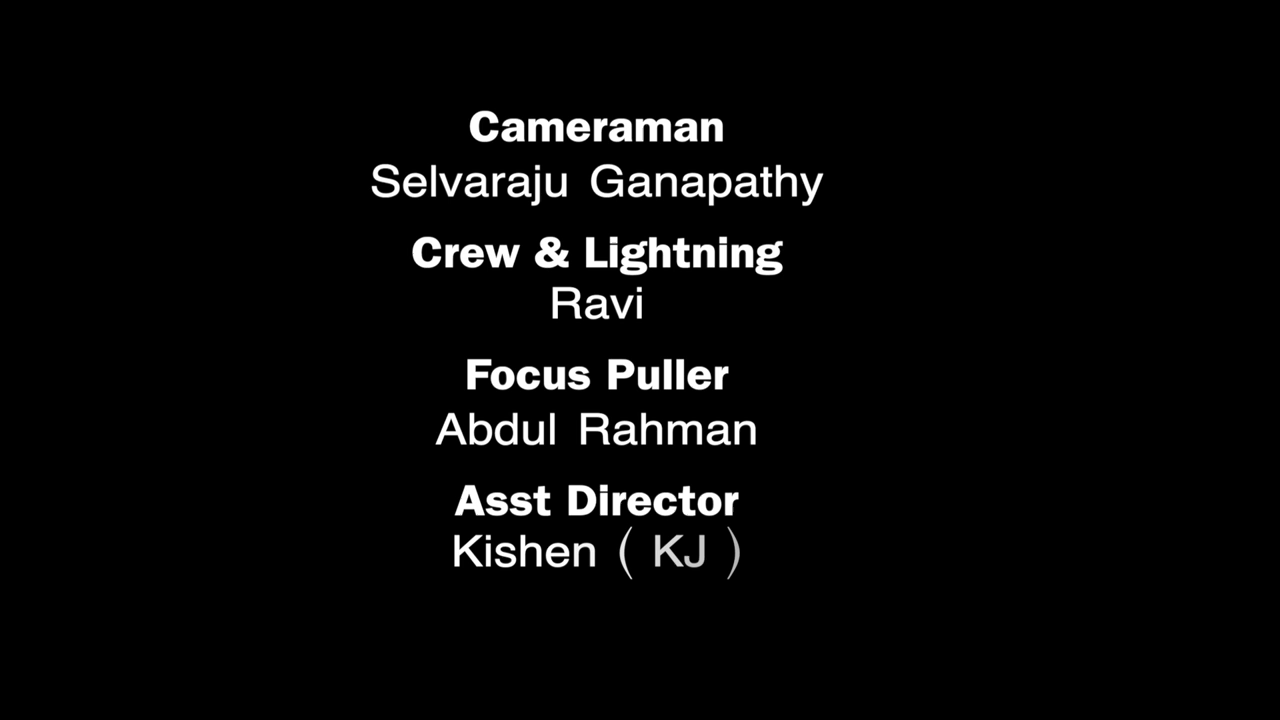 Cameraman
Selvaraju Ganapathy
Crew & Lightning
Ravi
Focus Puller
Abdul Rahman
Asst Director
Kishen ( KJ )